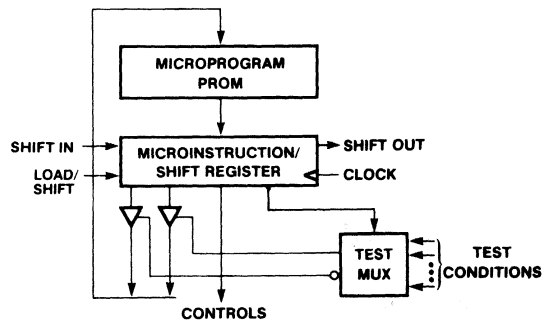 MICROPROGRAM
PROM
SHIFT IN
MICROINSTRUCTION/
SHIFT REGISTER
SHIFT OUT
LOAD/
SHIFT
CLOCK
TEST
MUX
TEST
CONDITIONS
CONTROLS